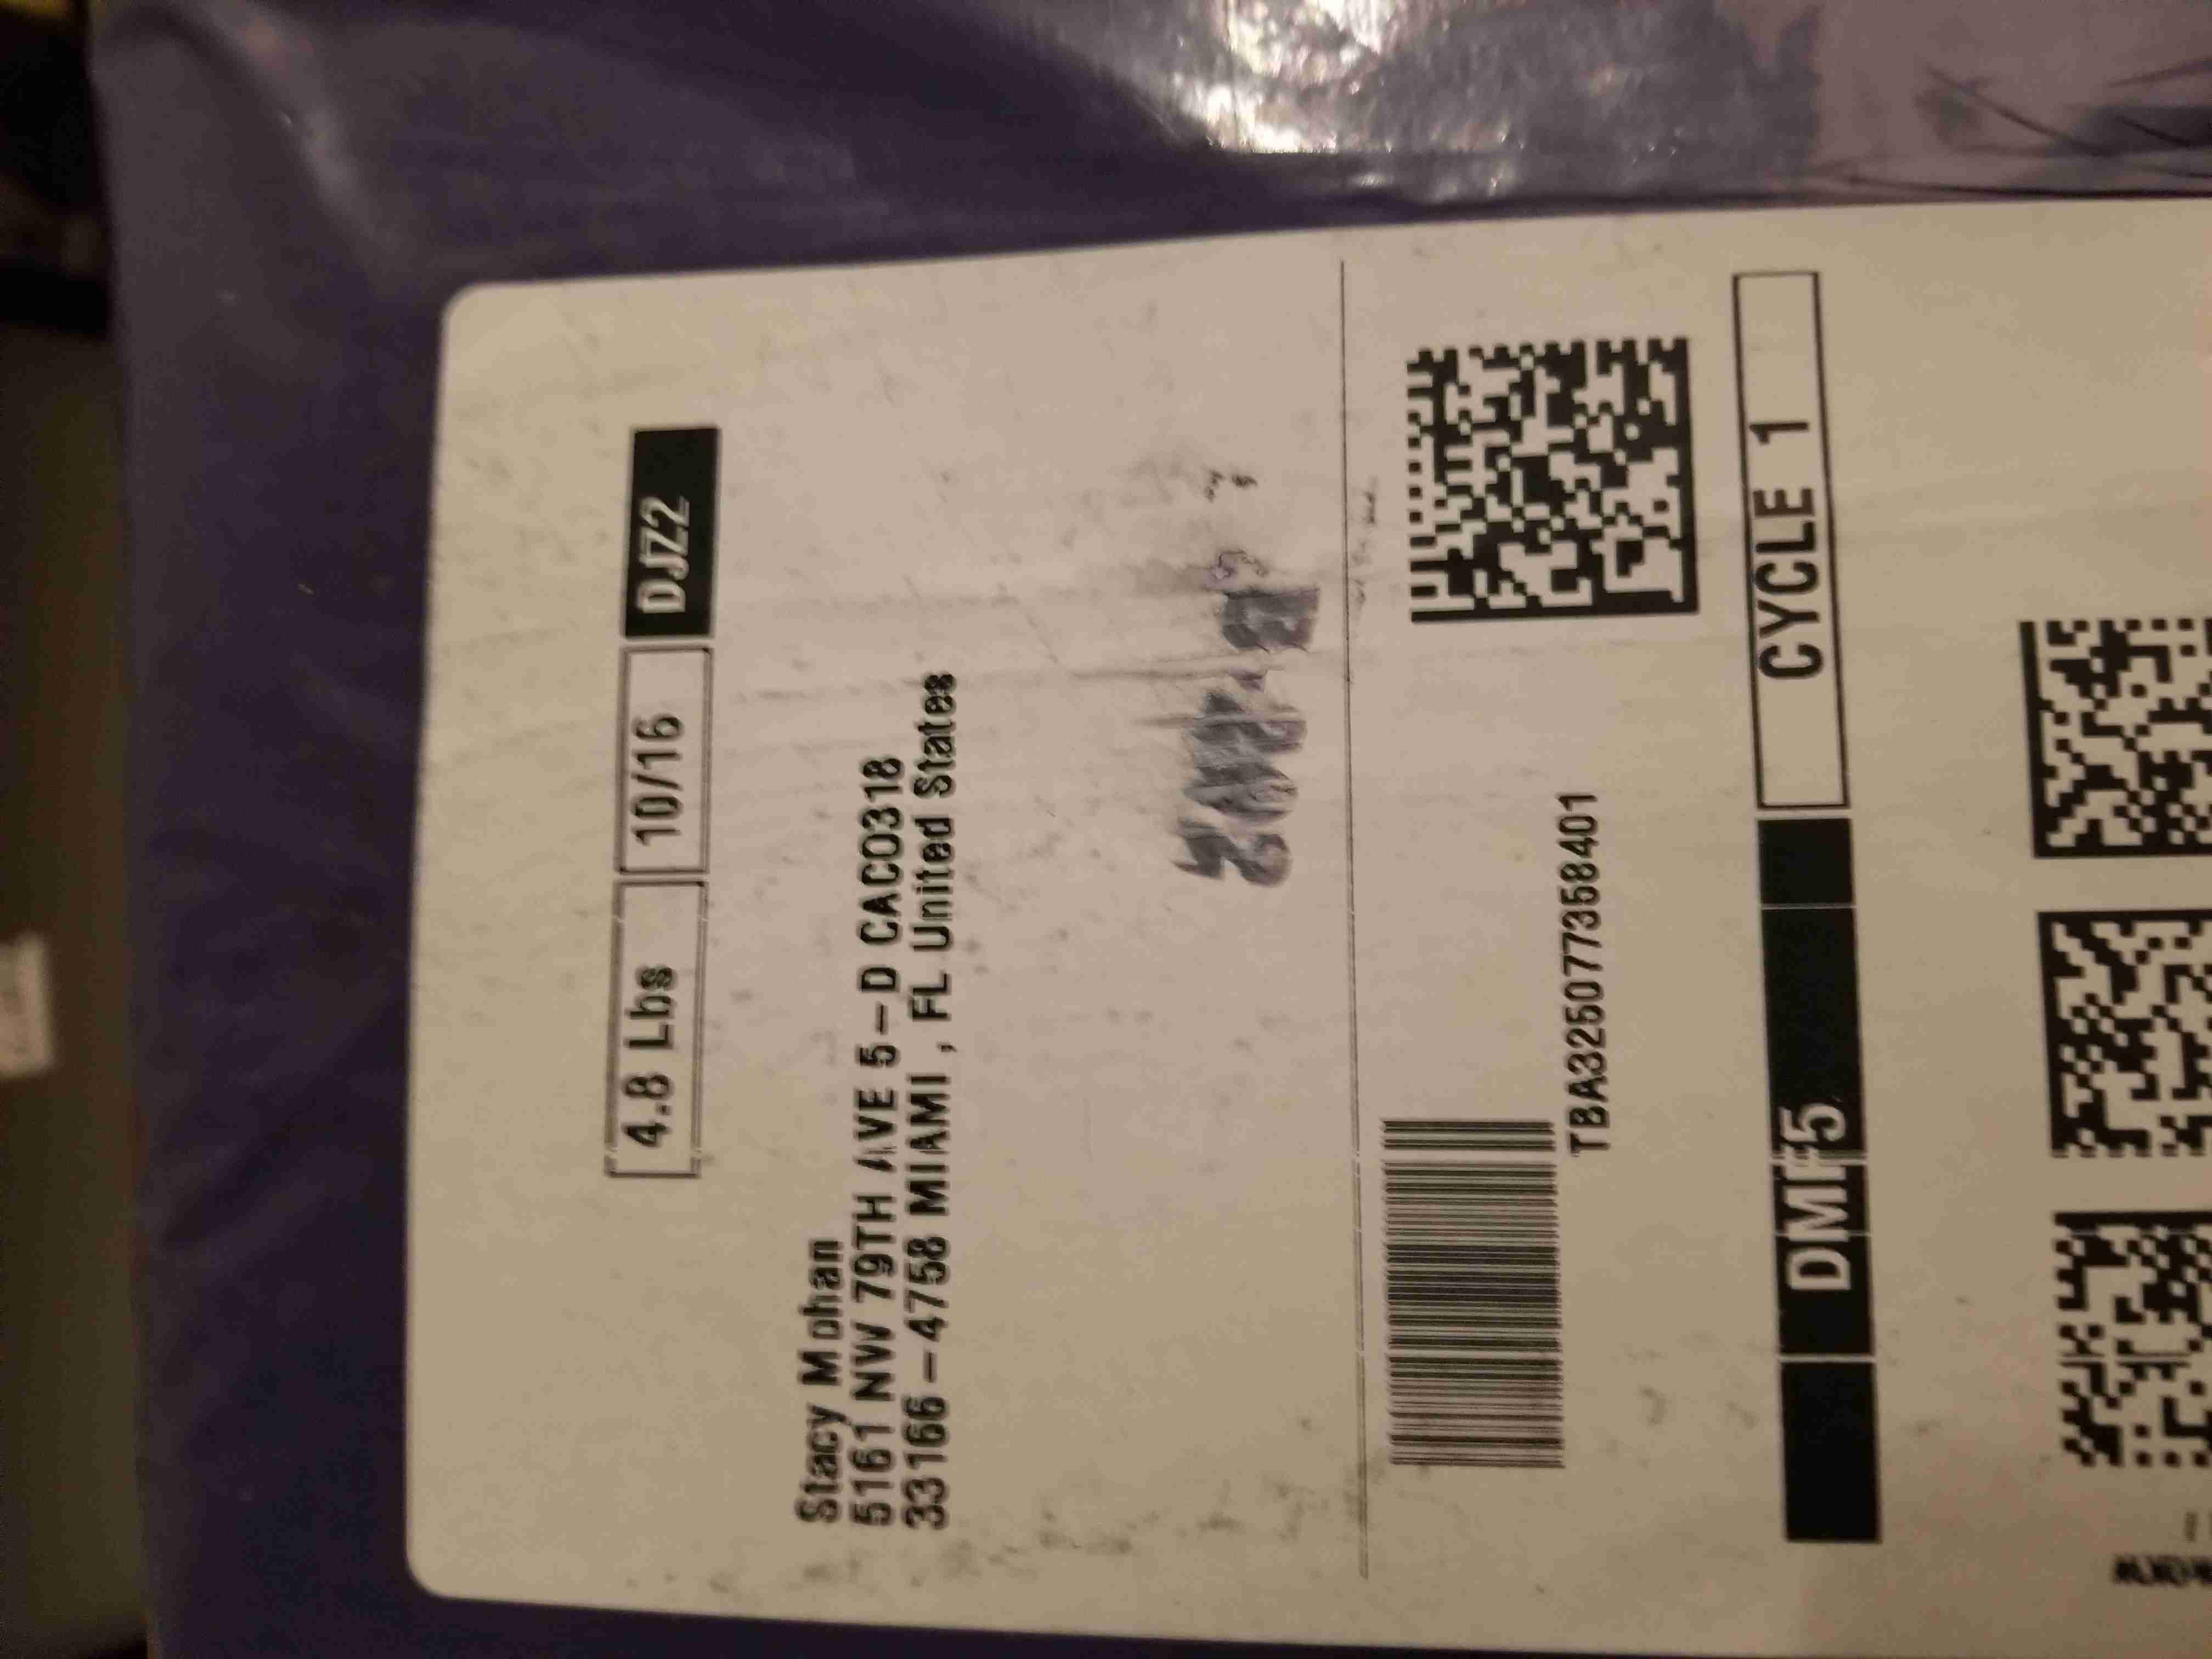 4.8 Lbs 10/16 DJZ2
Stacy Mohan
5161 NW 79TH AVE 5-D CAC0318
33166-4758 MIAMI , FL United States
TBA325077358401
DMF5 CYCLE 1